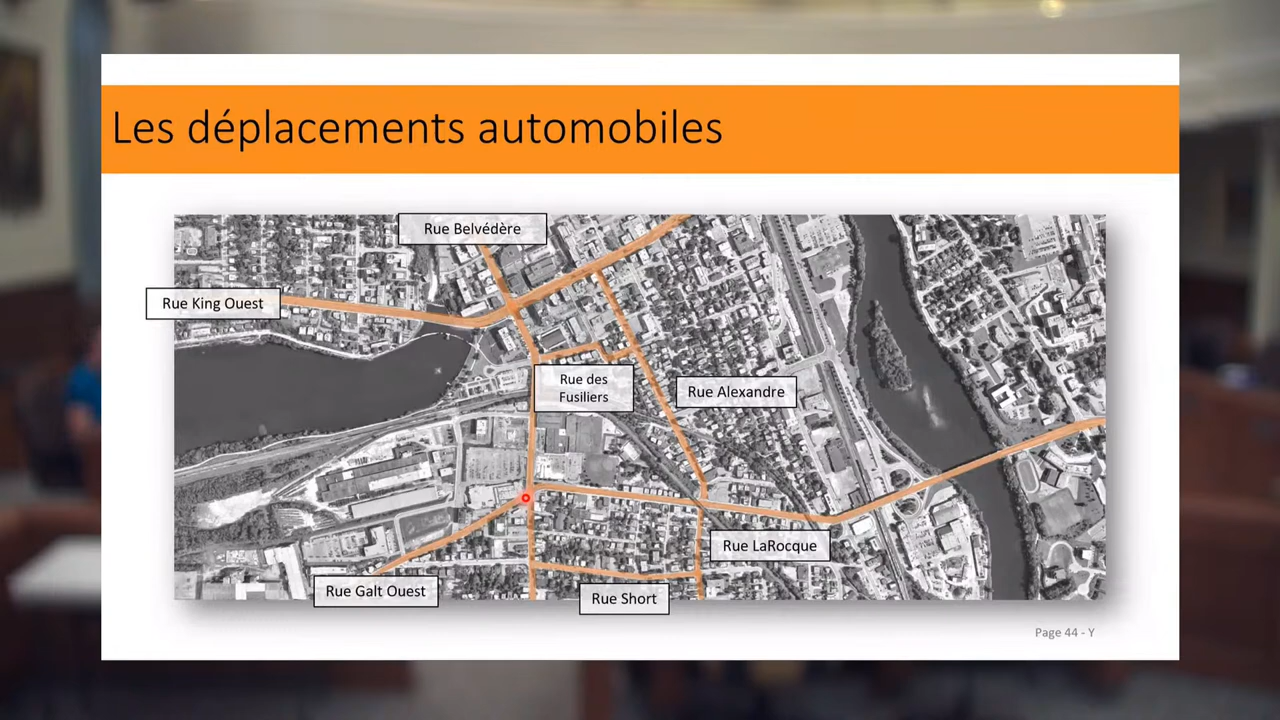 Les déplacements automobiles
Rue Belvédère
Rue King Ouest
Rue des
Fusiliers
Rue Alexandre
Rue LaRocque
Rue Galt Ouest
Rue Short
Page 44 - Y